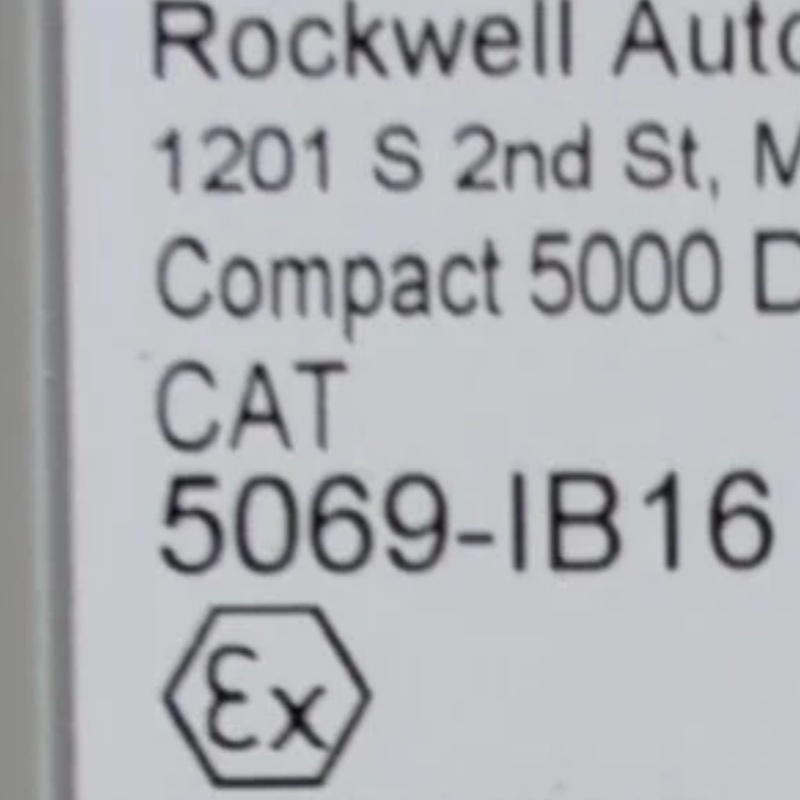 Rockwell Auto
1201 S 2nd St, M
Compact 5000 D
CAT
5069-IB16
Ex